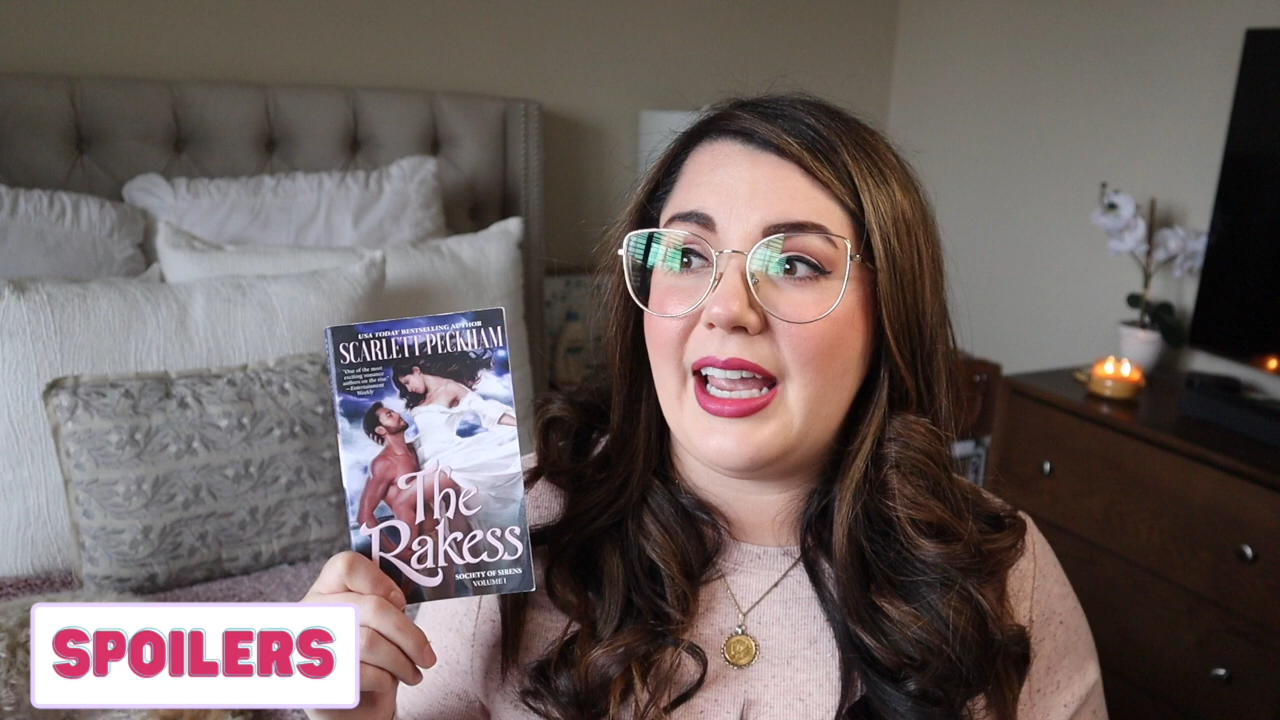 USA TODAY BESTSELLING AUTHOR
SCARLETT PECKHAM
"One of the most
exciting romance
authors on the rise"
—Entertainment
Weekly
The
Rakess
SOCIETY OF SIRENS
VOLUME I
SPOILERS